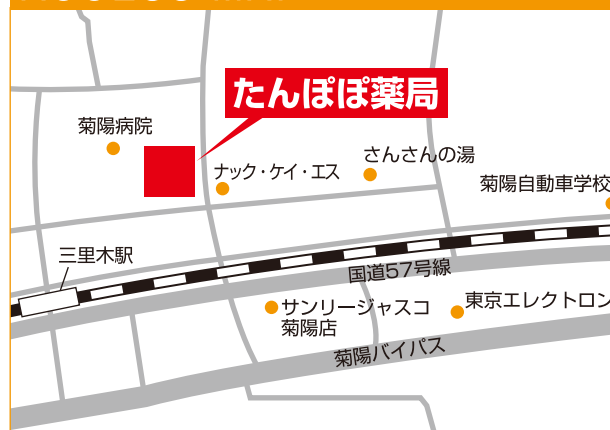 たんぽぽ薬局
菊陽病院
さんさんの湯
ナック・ケイ・エス
菊陽自動車学校
三里木駅
国道57号線
サンリージャスコ
菊陽店
東京エレクトロン
菊陽バイパス